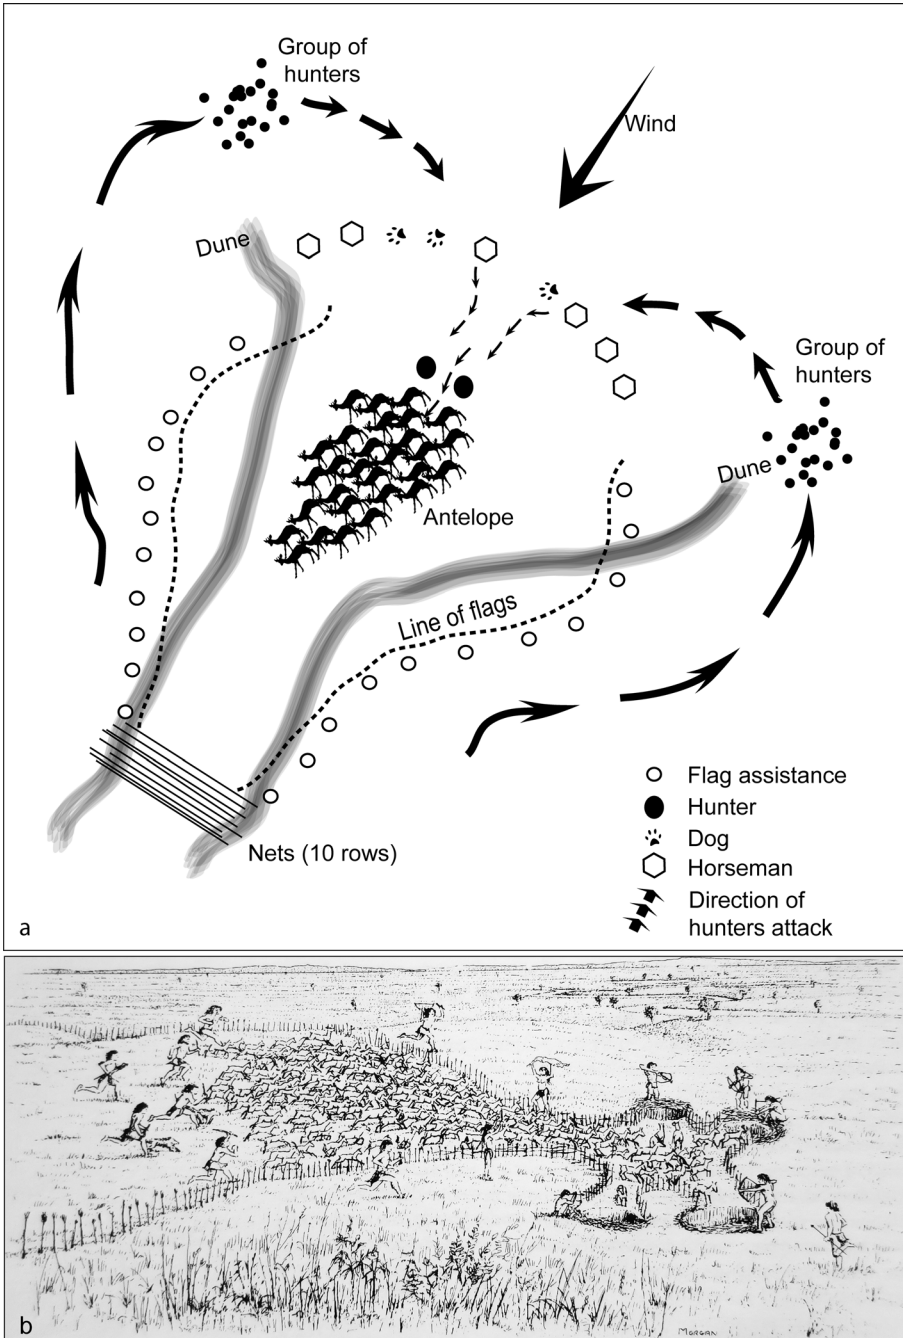 Group of
hunters
Wind
Dune
Group of
hunters
Dune
Antelope
Line of flags
Flag assistance
Hunter
Nets (10 rows)
Dog
Horseman
Direction of
hunters attack
a
b
MORGAN